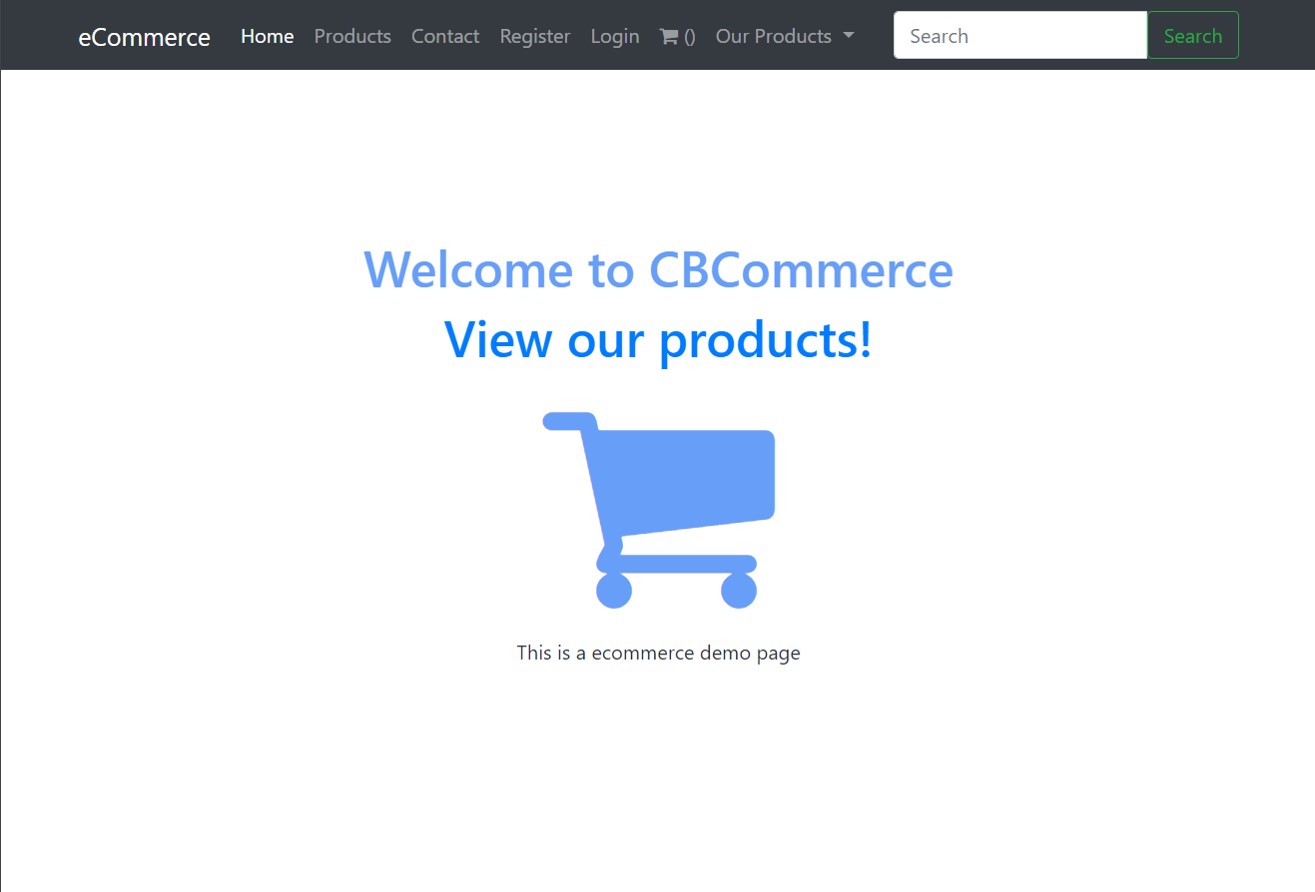 eCommerce Home Products Contact Register Login () Our Products Search Search
Welcome to CBCommerce
View our products!
This is a ecommerce demo page